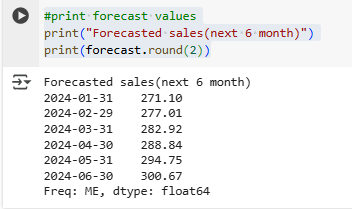 #print forecast values
print("Forecasted sales(next 6 month)")
print(forecast.round(2))
Forecasted sales(next 6 month)
2024-01-31    271.10
2024-02-29    277.01
2024-03-31    282.92
2024-04-30    288.84
2024-05-31    294.75
2024-06-30    300.67
Freq: ME, dtype: float64